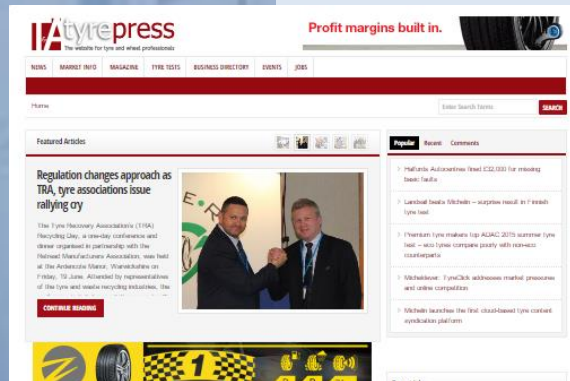 tyrepress
The website for tyre and wheel professionals
Profit margins built in.
NEWS MARKET INFO MAGAZINE TYRE TESTS BUSINESS DIRECTORY EVENTS JOBS
Home
Enter Search Terms SEARCH
Featured Articles
Regulation changes approach as
TRA, tyre associations issue
rallying cry
The Tyre Recovery Association's (TRA)
Recycling Day, a one-day conference and
dinner organised in partnership with the
Retread Manufacturers Association, was held
at the Ardencote Manor, Warwickshire on
Friday, 19 June. Attended by representatives
of the tyre and waste recycling industries, the
CONTINUE READING
E.R.
Popular Recent Comments
Halfords Autocentres fined £32,000 for missing
basic faults
Landsail beats Michelin – surprise result in Finnish
tyre test
Premium tyre makers top ADAC 2015 summer tyre
test – eco tyres compare poorly with non-eco
counterparts
Micheldever: TyreClick addresses market pressures
and online competition
Michelin launches the first cloud-based tyre content
syndication platform
1